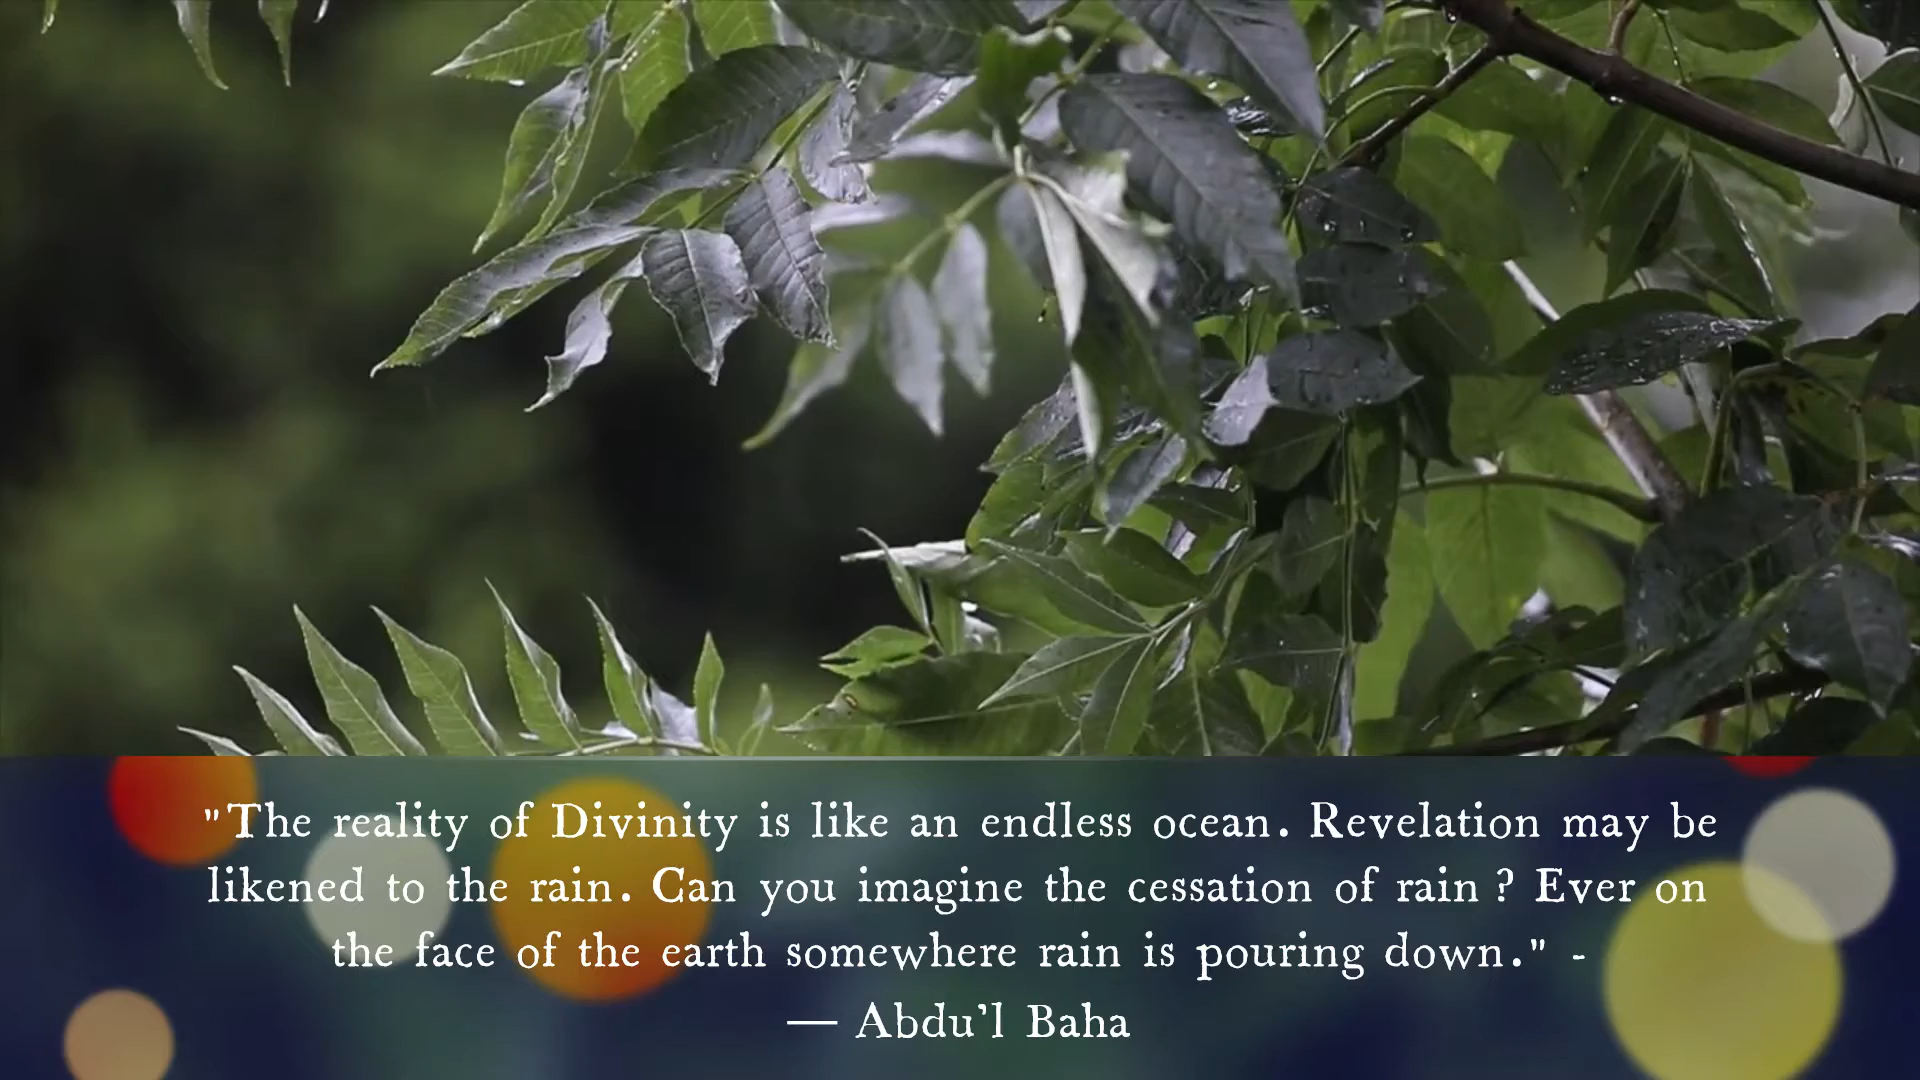 "The reality of Divinity is like an endless ocean. Revelation may be
likened to the rain. Can you imagine the cessation of rain ? Ever on
the face of the earth somewhere rain is pouring down." -
— Abdu'l Baha